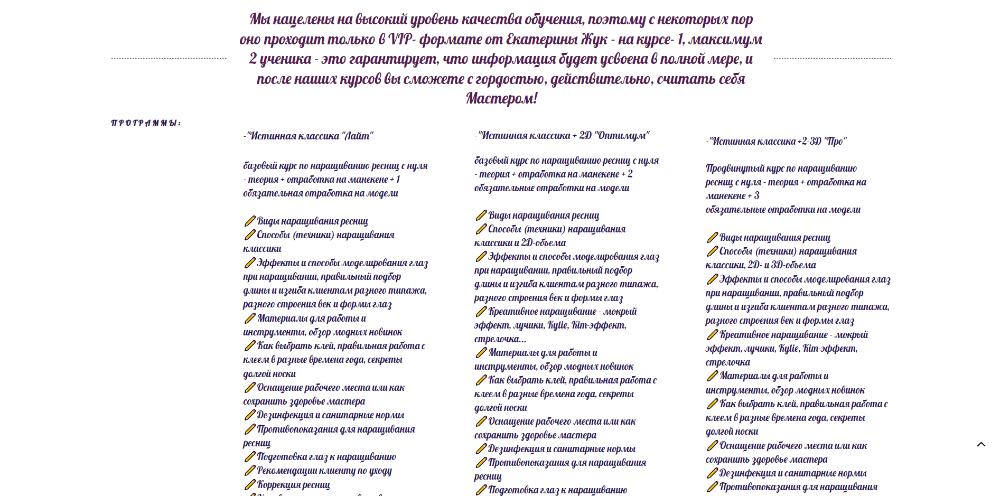 Мы нацелены на высокий уровень качества обучения, поэтому с некоторых пор
оно проходит только в VIP- формате от Екатерины Жук - на курсе- 1, максимум
2 ученика - это гарантирует, что информация будет усвоена в полной мере, и
после наших курсов вы сможете с гордостью, действительно, считать себя
Мастером!
ПРОГРАММЫ:
-"Истинная классика "Лайт"
базовый курс по наращиванию ресниц с нуля
- теория + отработка на манекене + 1
обязательная отработка на модели
Виды наращивания ресниц
Способы (техники) наращивания
классики
Эффекты и способы моделирования глаз
при наращивании, правильный подбор
длины и изгиба клиентам разного типажа,
разного строения век и формы глаз
Материалы для работы и
инструменты, обзор модных новинок
Как выбрать клей, правильная работа с
клеем в разные времена года, секреты
долгой носки
Оснащение рабочего места или как
сохранить здоровье мастера
Дезинфекция и санитарные нормы
Противопоказания для наращивания
ресниц
Подготовка глаз к наращиванию
Рекомендации клиенту по уходу
Коррекция ресниц
-"Истинная классика + 2D "Оптимум"
базовый курс по наращиванию ресниц с нуля
- теория + отработка на манекене + 2
обязательные отработки на модели
Виды наращивания ресниц
Способы (техники) наращивания
классики и 2D-объема
Эффекты и способы моделирования глаз
при наращивании, правильный подбор
длины и изгиба клиентам разного типажа,
разного строения век и формы глаз
Креативное наращивание - мокрый
эффект, лучики, Kylie, Kim-эффект,
стрелочка...
Материалы для работы и
инструменты, обзор модных новинок
Как выбрать клей, правильная работа с
клеем в разные времена года, секреты
долгой носки
Оснащение рабочего места или как
сохранить здоровье мастера
Дезинфекция и санитарные нормы
Противопоказания для наращивания
ресниц
Подготовка глаз к наращиванию
-"Истинная классика +2-3D "Про"
Продвинутый курс по наращиванию
ресниц с нуля - теория + отработка на
манекене + 3
обязательные отработки на модели
Виды наращивания ресниц
Способы (техники) наращивания
классики, 2D- и 3D-объема
Эффекты и способы моделирования глаз
при наращивании, правильный подбор
длины и изгиба клиентам разного типажа,
разного строения век и формы глаз
Креативное наращивание - мокрый
эффект, лучики, Kylie, Kim-эффект,
стрелочка
Материалы для работы и
инструменты, обзор модных новинок
Как выбрать клей, правильная работа с
клеем в разные времена года, секреты
долгой носки
Оснащение рабочего места или как
сохранить здоровье мастера
Дезинфекция и санитарные нормы
Противопоказания для наращивания